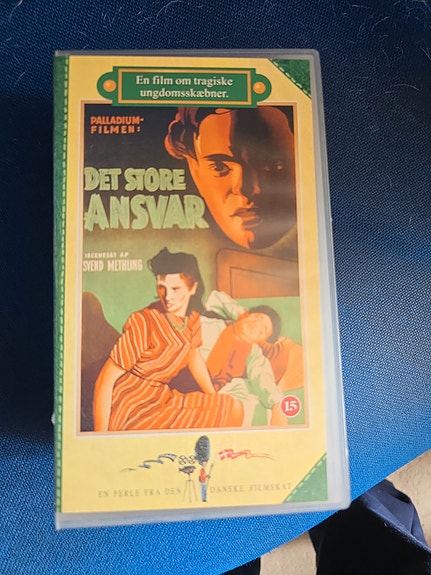 En film om tragiske
ungdomsskæbner.
PALLADIUM-
FILMEN:
DET STORE
ANSVAR
ISCENESAT AF
SVEND METHLING
15
EN PERLE FRA DEN DANSKE FILMSKAT